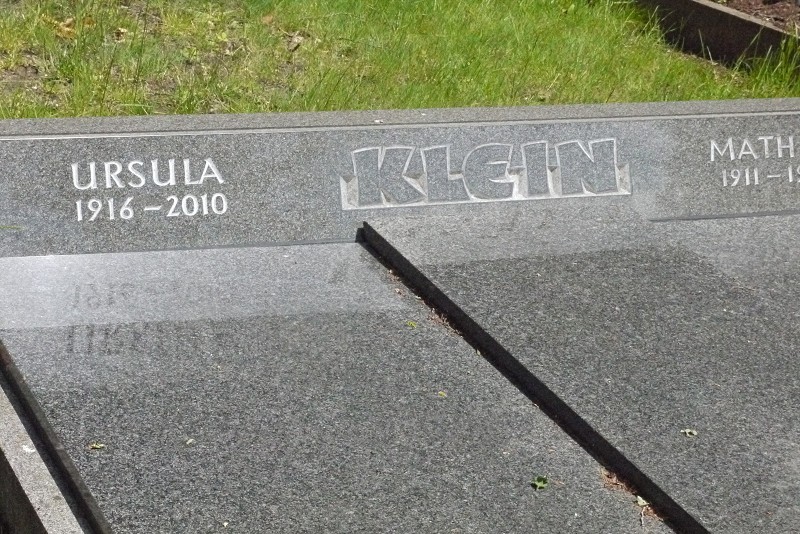 URSULA
1916 – 2010
KLEIN
MATH
1911 – 1